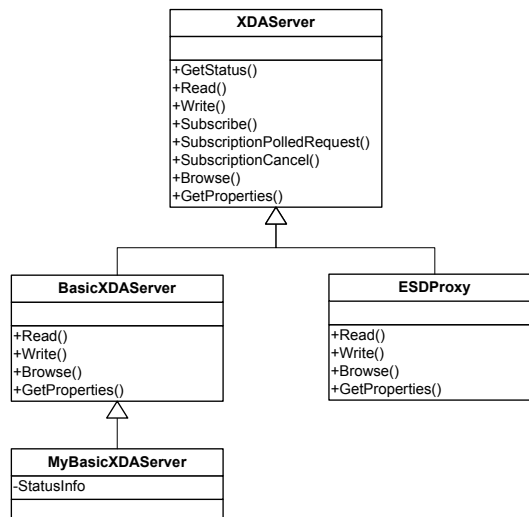 XDAServer
+GetStatus()
+Read()
+Write()
+Subscribe()
+SubscriptionPolledRequest()
+SubscriptionCancel()
+Browse()
+GetProperties()
BasicXDAServer
+Read()
+Write()
+Browse()
+GetProperties()
ESDProxy
+Read()
+Write()
+Browse()
+GetProperties()
MyBasicXDAServer
-StatusInfo